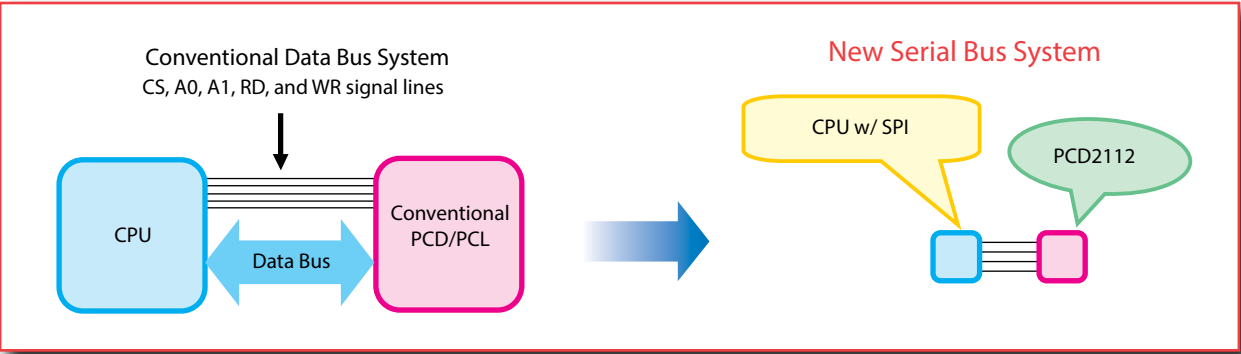 Conventional Data Bus System
CS, A0, A1, RD, and WR signal lines
CPU
Data Bus
Conventional
PCD/PCL
New Serial Bus System
CPU w/ SPI
PCD2112